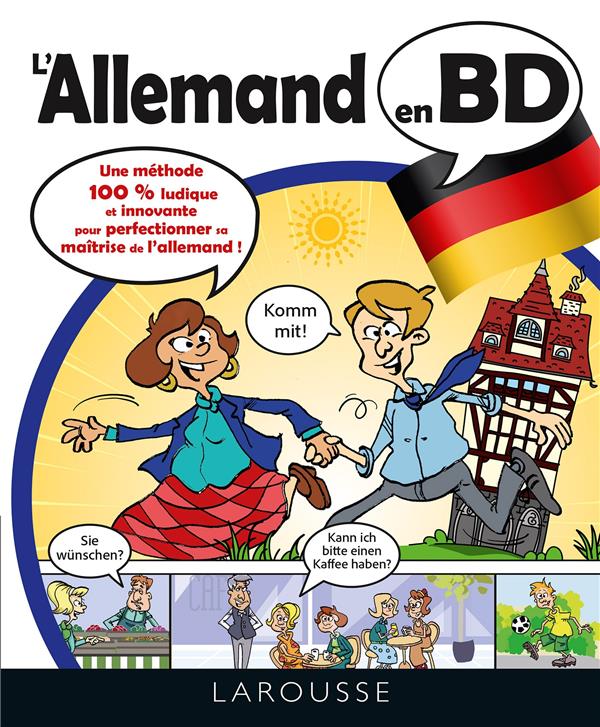 L'Allemand en BD
Une méthode
100 % ludique
et innovante
pour perfectionner sa
maîtrise de l'allemand !
Komm
mit!
Sie
wünschen?
Kann ich
bitte einen
Kaffee haben?
CAF
LAROUSSE